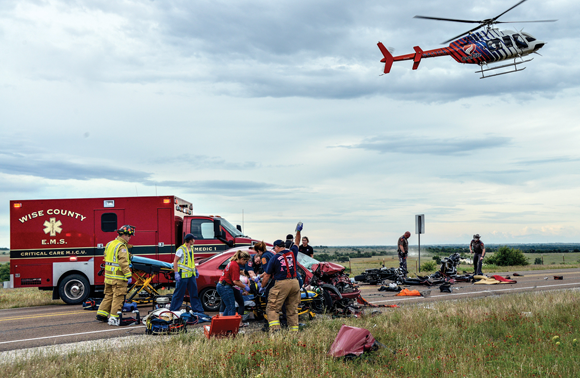 WISE COUNTY
E.M.S.
CRITICAL CARE M.I.C.U.
MEDIC 1